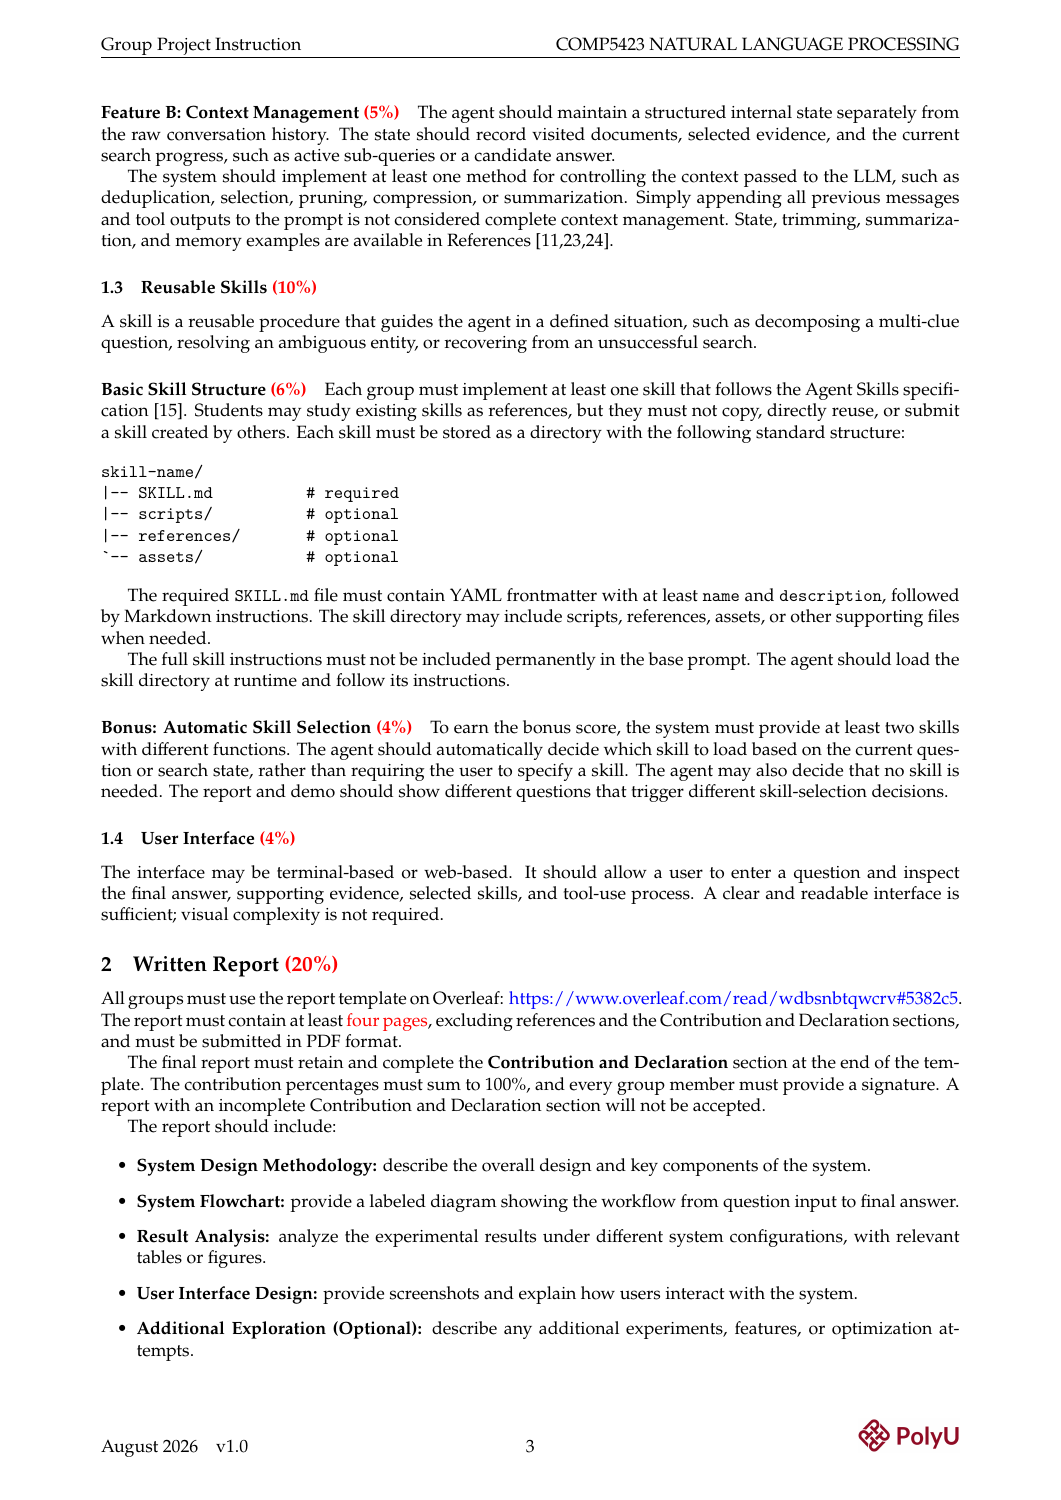 Group Project Instruction COMP5423 NATURAL LANGUAGE PROCESSING
Feature B: Context Management (5%) The agent should maintain a structured internal state separately from
the raw conversation history. The state should record visited documents, selected evidence, and the current
search progress, such as active sub-queries or a candidate answer.
The system should implement at least one method for controlling the context passed to the LLM, such as
deduplication, selection, pruning, compression, or summarization. Simply appending all previous messages
and tool outputs to the prompt is not considered complete context management. State, trimming, summariza-
tion, and memory examples are available in References [11,23,24].
1.3 Reusable Skills (10%)
A skill is a reusable procedure that guides the agent in a defined situation, such as decomposing a multi-clue
question, resolving an ambiguous entity, or recovering from an unsuccessful search.
Basic Skill Structure (6%) Each group must implement at least one skill that follows the Agent Skills specifi-
cation [15]. Students may study existing skills as references, but they must not copy, directly reuse, or submit
a skill created by others. Each skill must be stored as a directory with the following standard structure:
skill-name/
|-- SKILL.md # required
|-- scripts/ # optional
|-- references/ # optional
`-- assets/ # optional
The required SKILL.md file must contain YAML frontmatter with at least name and description, followed
by Markdown instructions. The skill directory may include scripts, references, assets, or other supporting files
when needed.
The full skill instructions must not be included permanently in the base prompt. The agent should load the
skill directory at runtime and follow its instructions.
Bonus: Automatic Skill Selection (4%) To earn the bonus score, the system must provide at least two skills
with different functions. The agent should automatically decide which skill to load based on the current ques-
tion or search state, rather than requiring the user to specify a skill. The agent may also decide that no skill is
needed. The report and demo should show different questions that trigger different skill-selection decisions.
1.4 User Interface (4%)
The interface may be terminal-based or web-based. It should allow a user to enter a question and inspect
the final answer, supporting evidence, selected skills, and tool-use process. A clear and readable interface is
sufficient; visual complexity is not required.
2 Written Report (20%)
All groups must use the report template on Overleaf: https://www.overleaf.com/read/wdbsnbtqwcrv#5382c5.
The report must contain at least four pages, excluding references and the Contribution and Declaration sections,
and must be submitted in PDF format.
The final report must retain and complete the Contribution and Declaration section at the end of the tem-
plate. The contribution percentages must sum to 100%, and every group member must provide a signature. A
report with an incomplete Contribution and Declaration section will not be accepted.
The report should include:
• System Design Methodology: describe the overall design and key components of the system.
• System Flowchart: provide a labeled diagram showing the workflow from question input to final answer.
• Result Analysis: analyze the experimental results under different system configurations, with relevant
tables or figures.
• User Interface Design: provide screenshots and explain how users interact with the system.
• Additional Exploration (Optional): describe any additional experiments, features, or optimization at-
tempts.
August 2026 v1.0 3 PolyU